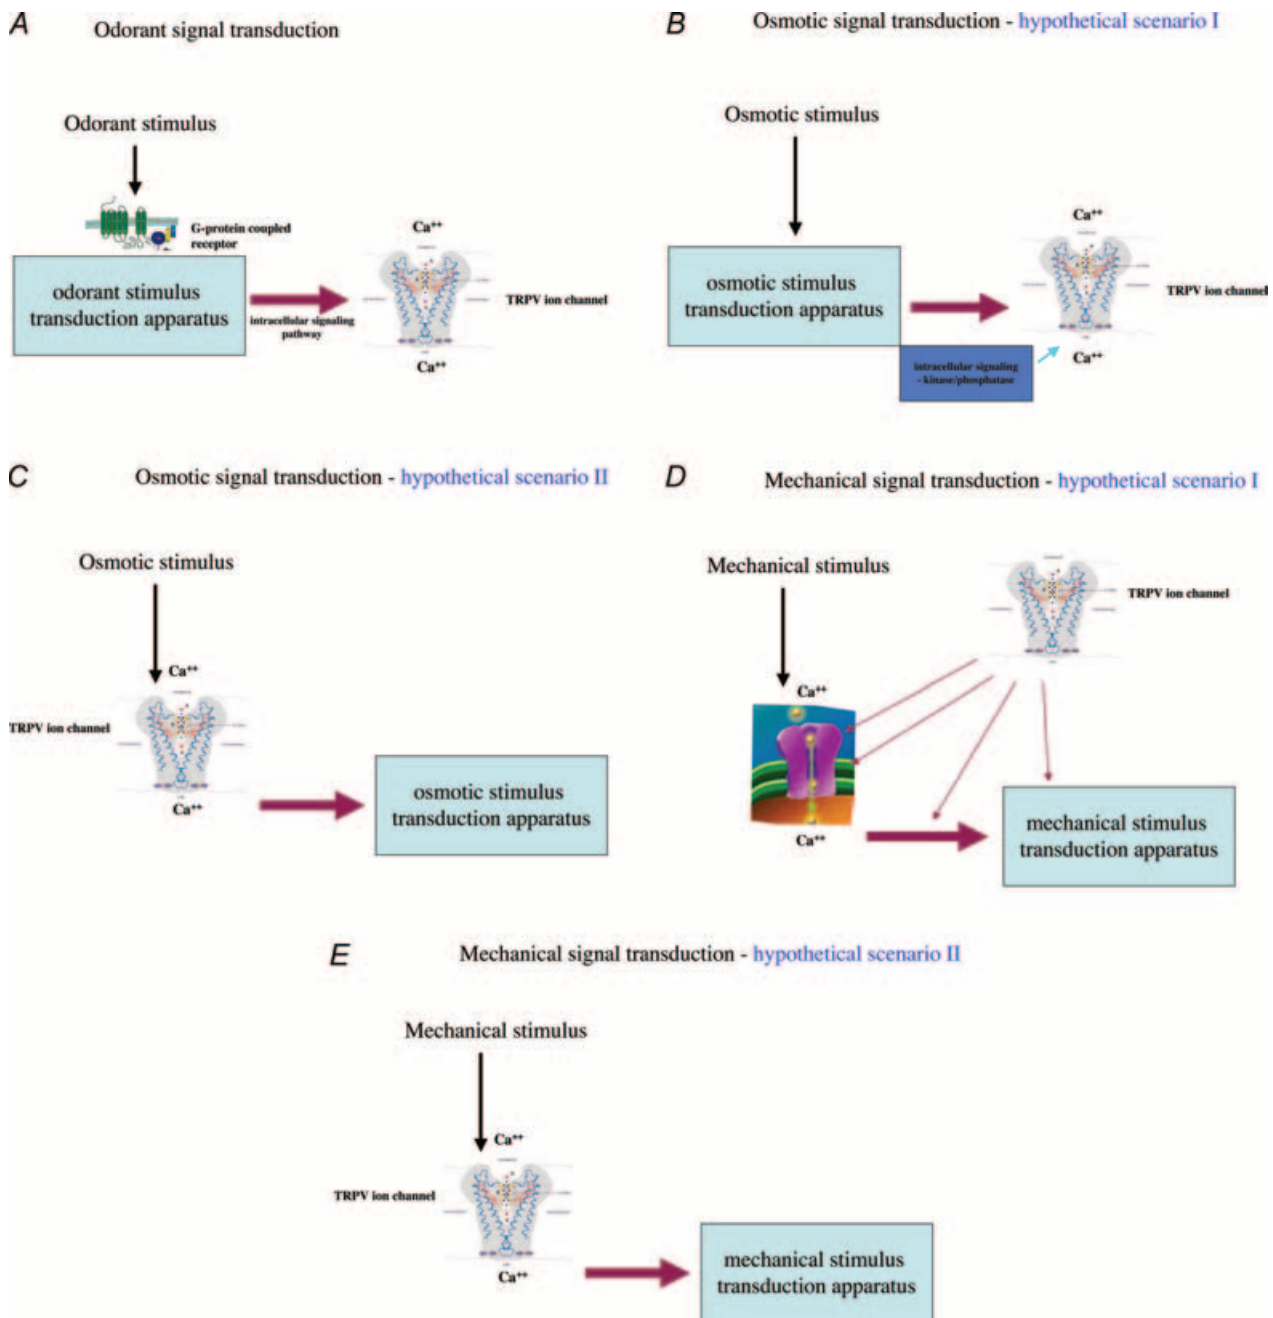 A
Odorant signal transduction
Odorant stimulus
G-protein coupled
receptor
odorant stimulus
transduction apparatus
intracellular signaling
pathway
Ca++
TRPV ion channel
Ca++
B
Osmotic signal transduction - hypothetical scenario I
Osmotic stimulus
osmotic stimulus
transduction apparatus
Ca++
TRPV ion channel
Ca++
intracellular signaling
- kinase/phosphatase
C
Osmotic signal transduction - hypothetical scenario II
Osmotic stimulus
Ca++
TRPV ion channel
Ca++
osmotic stimulus
transduction apparatus
D
Mechanical signal transduction - hypothetical scenario I
Mechanical stimulus
TRPV ion channel
Ca++
Ca++
mechanical stimulus
transduction apparatus
E
Mechanical signal transduction - hypothetical scenario II
Mechanical stimulus
Ca++
TRPV ion channel
Ca++
mechanical stimulus
transduction apparatus